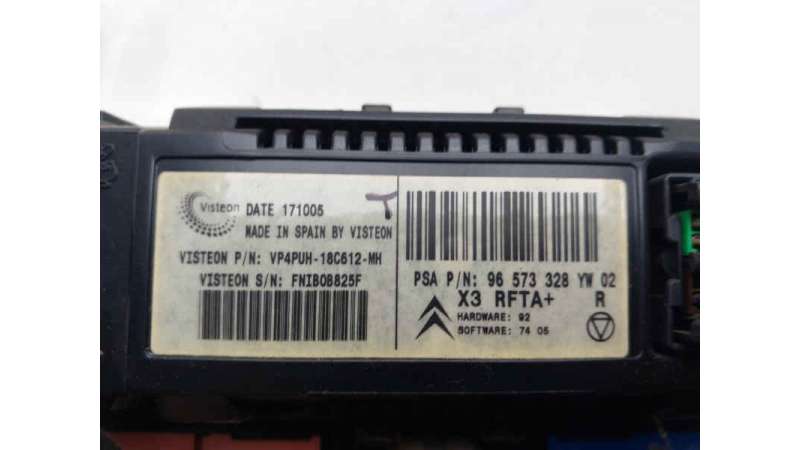 Visteon
DATE 171005
MADE IN SPAIN BY VISTEON
VISTEON P/N: VP4PUH-18C612-MH
VISTEON S/N: FNIB0B825F
T
PSA P/N: 96 573 328 YW 02
X3 RFTA+ R
HARDWARE: 92
SOFTWARE: 74 05